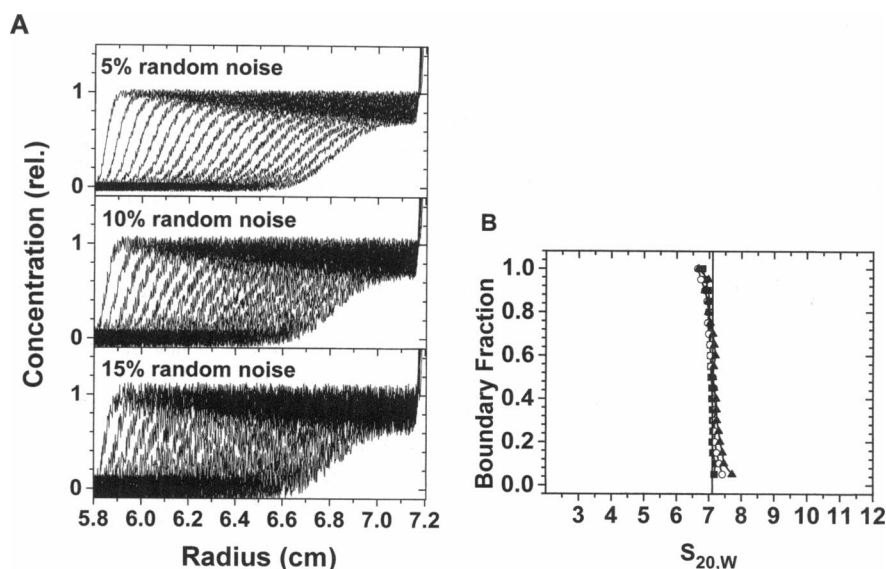 A
5% random noise
1
0
10% random noise
1
0
15% random noise
1
0
Concentration (rel.)
5.8 6.0 6.2 6.4 6.6 6.8 7.0 7.2
Radius (cm)
B
1.0
0.8
0.6
0.4
0.2
0.0
Boundary Fraction
3 4 5 6 7 8 9 10 11 12
S20,W